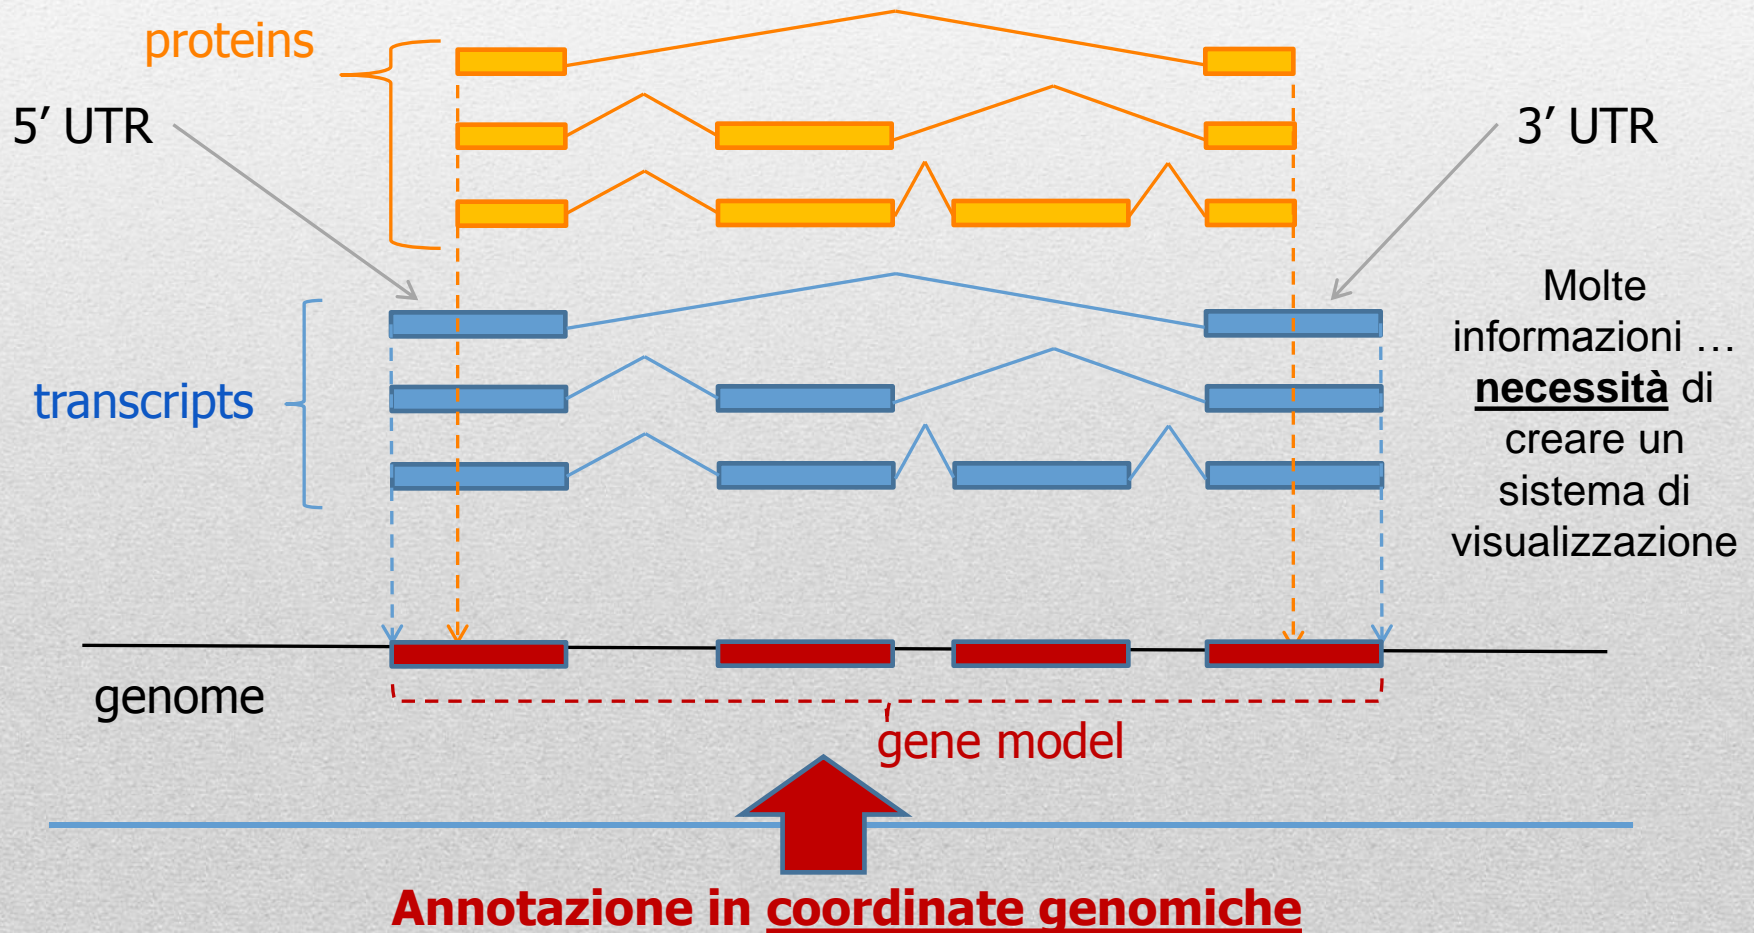 proteins
5’ UTR
3’ UTR
Molte
informazioni …
necessità di
creare un
sistema di
visualizzazione
transcripts
genome
gene model
Annotazione in coordinate genomiche